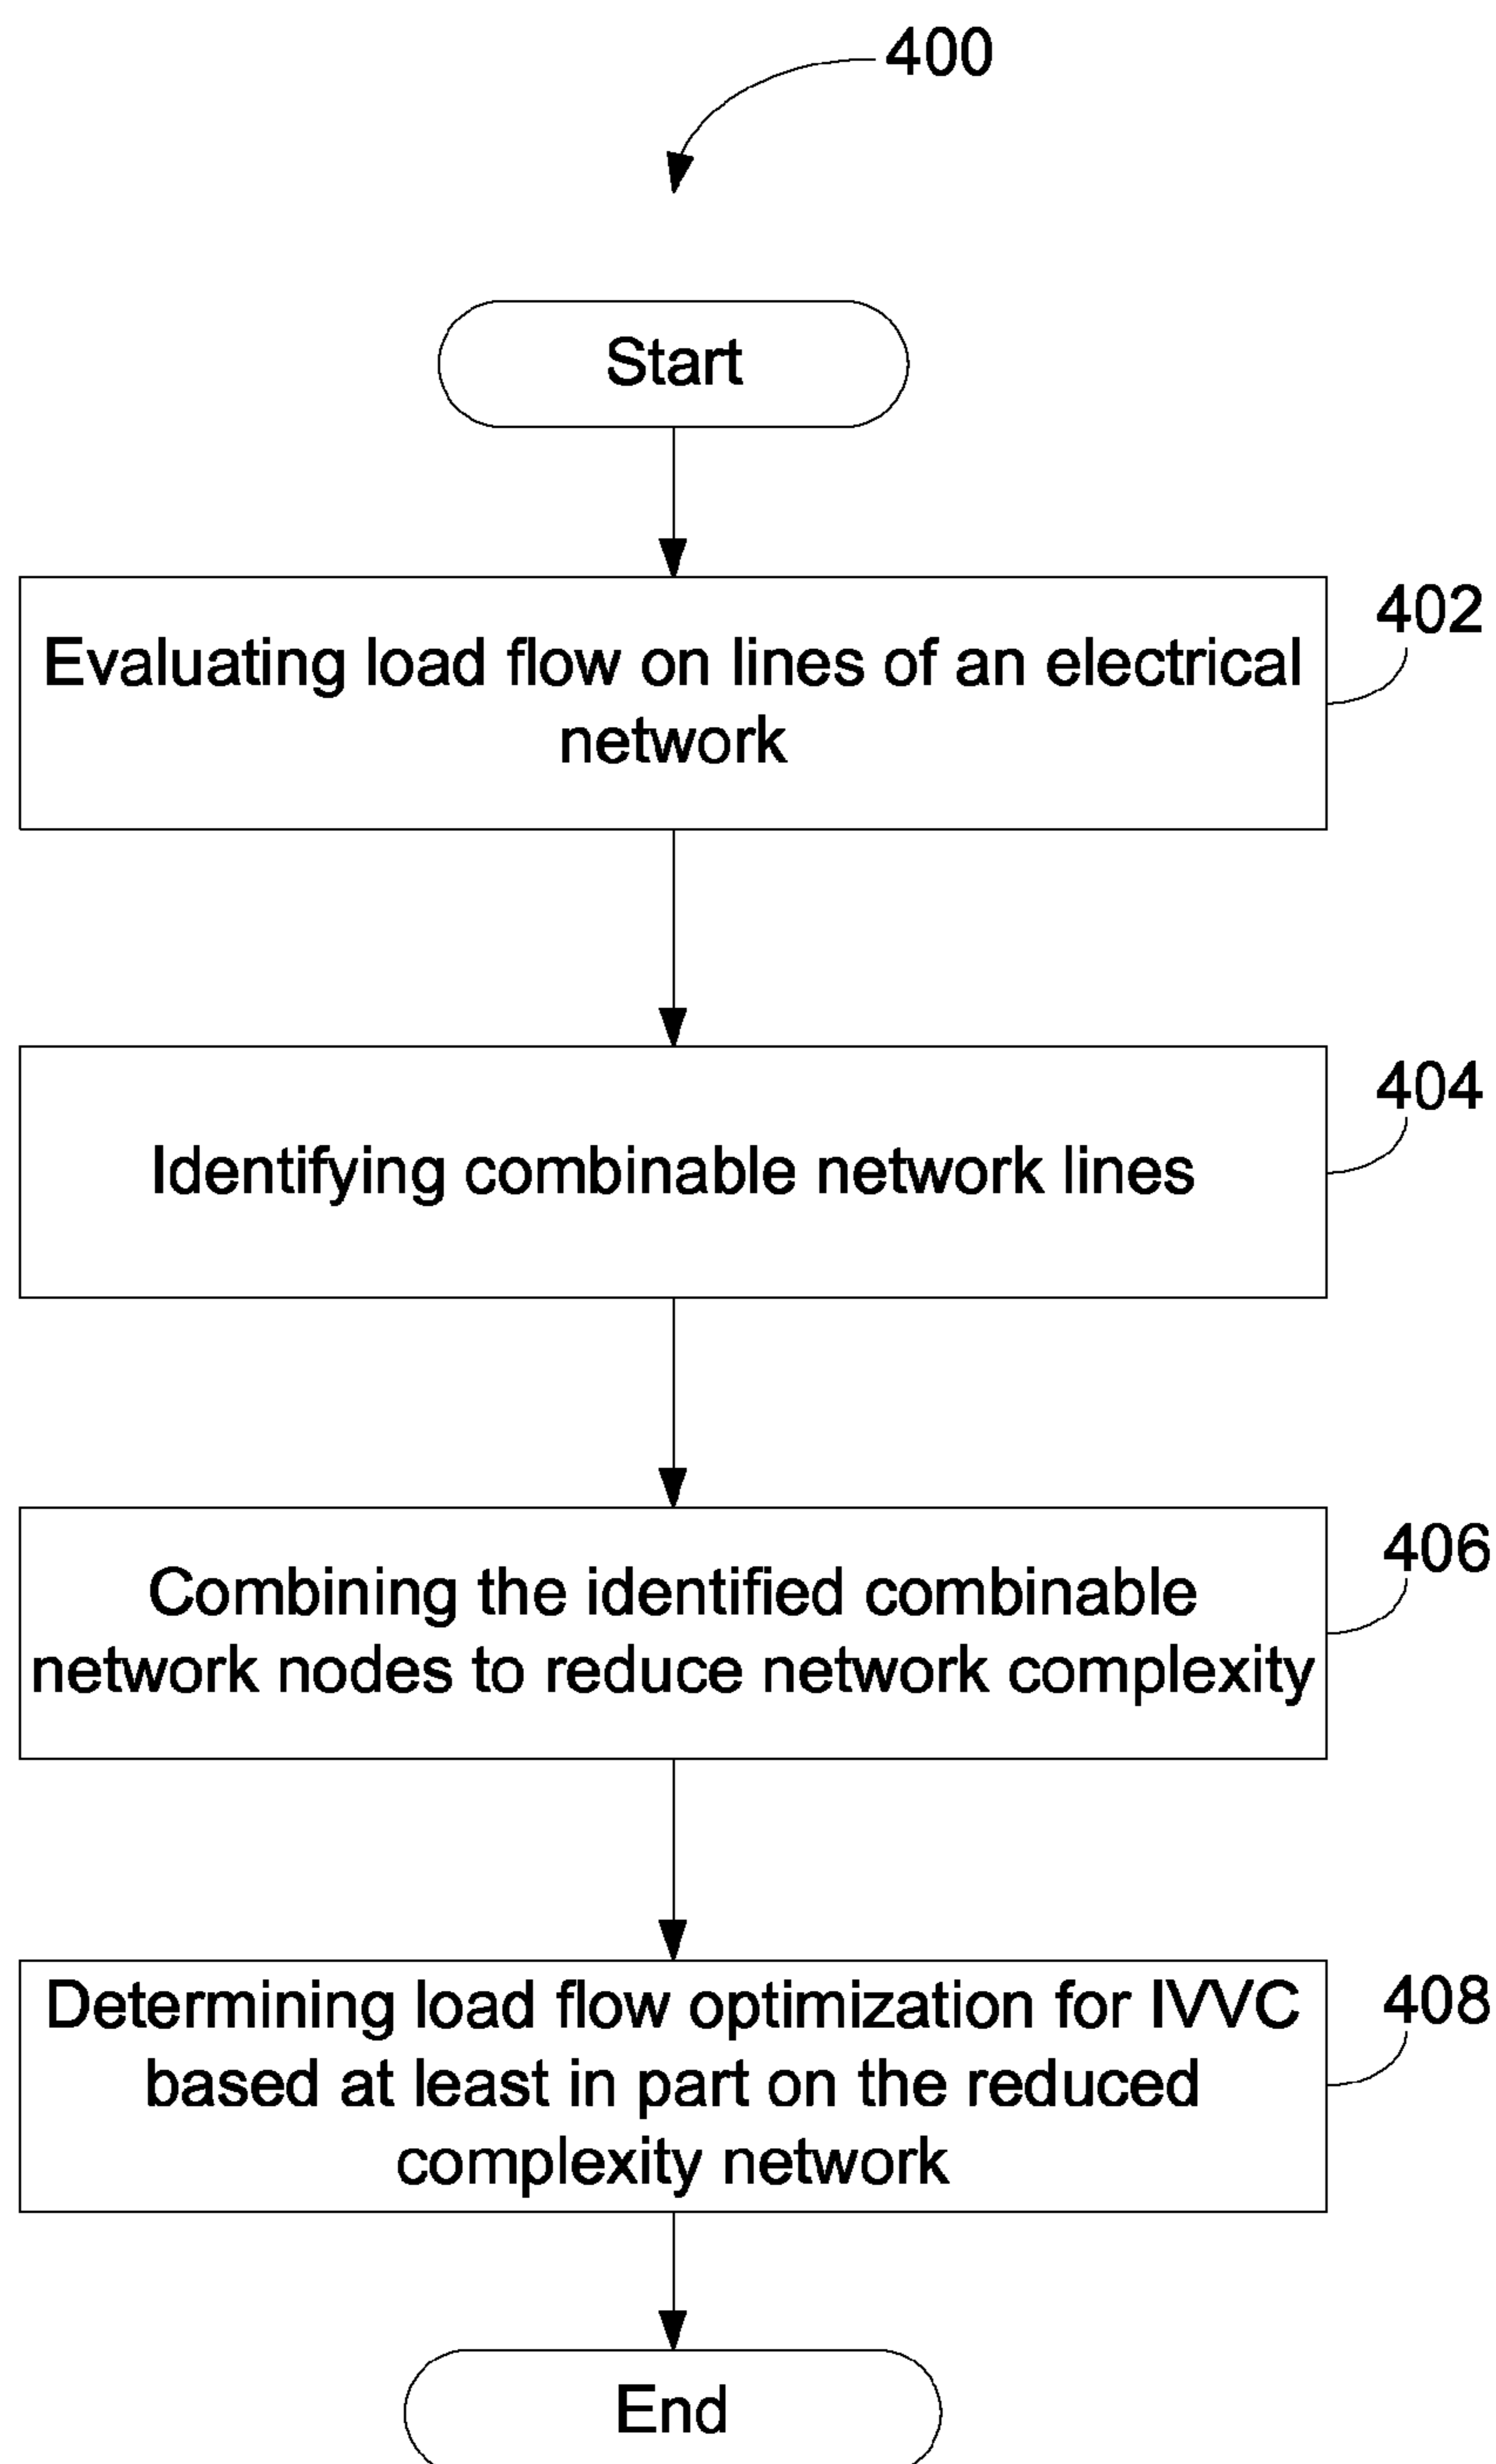 400
Start
Evaluating load flow on lines of an electrical
network
402
Identifying combinable network lines
404
Combining the identified combinable
network nodes to reduce network complexity
406
Determining load flow optimization for IVVC
based at least in part on the reduced
complexity network
408
End